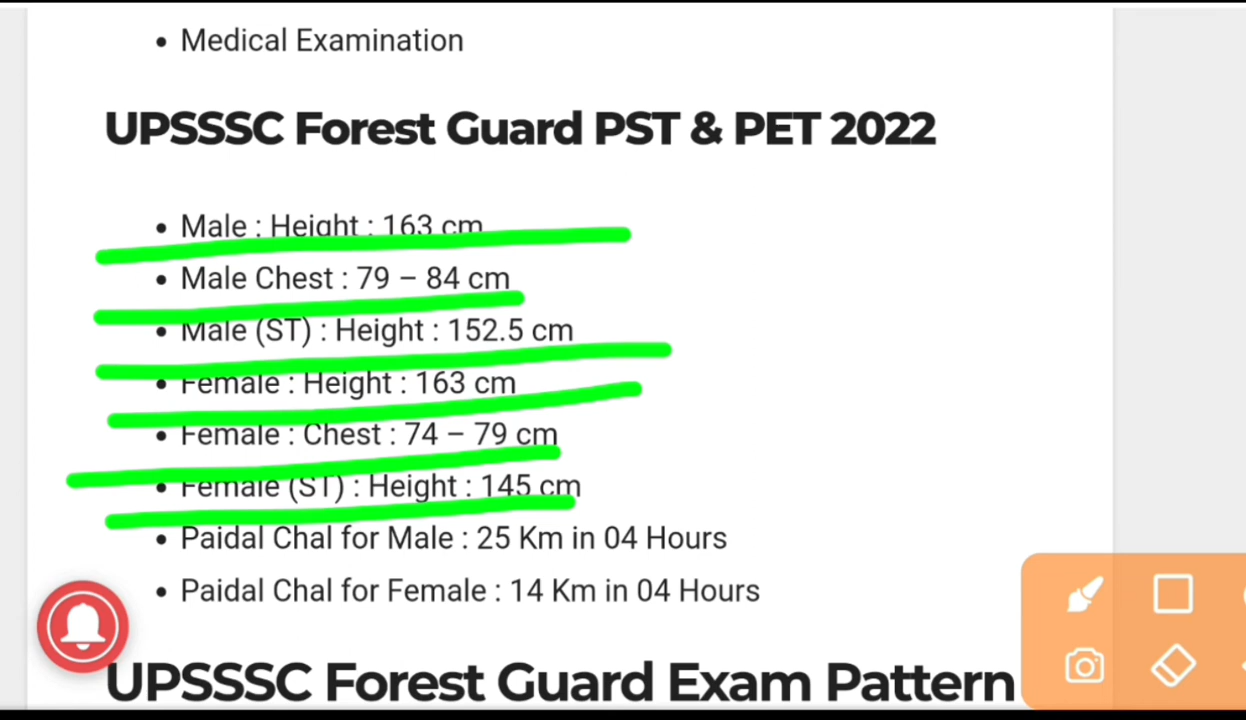 Medical Examination
UPSSSC Forest Guard PST & PET 2022
Male : Height : 163 cm
Male Chest : 79 – 84 cm
Male (ST) : Height : 152.5 cm
Female : Height : 163 cm
Female : Chest : 74 – 79 cm
Female (ST) : Height : 145 cm
Paidal Chal for Male : 25 Km in 04 Hours
Paidal Chal for Female : 14 Km in 04 Hours
UPSSSC Forest Guard Exam Pattern